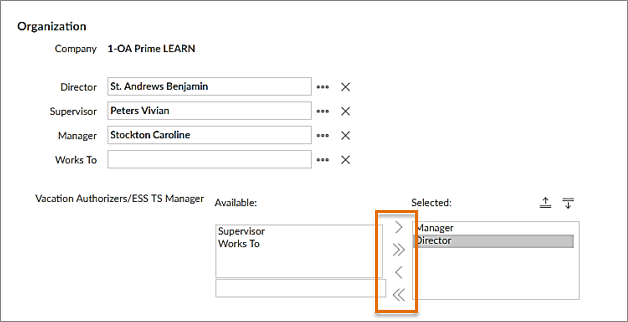 Organization
Company 1-OA Prime LEARN
Director St. Andrews Benjamin
Supervisor Peters Vivian
Manager Stockton Caroline
Works To
Vacation Authorizers/ESS TS Manager Available: Selected:
Supervisor Manager
Works To Director